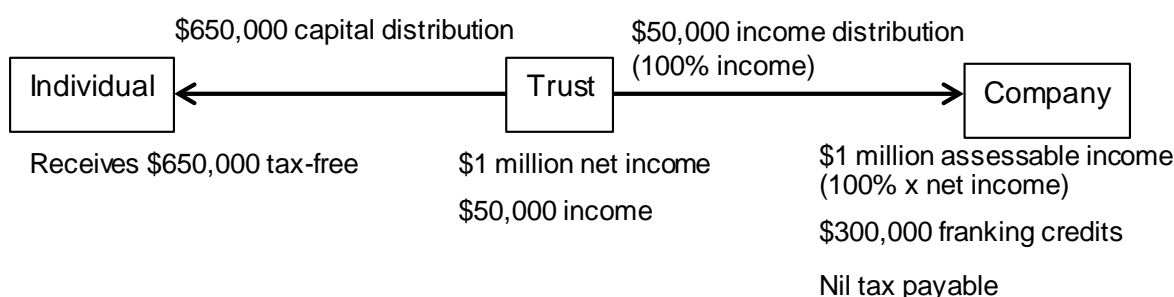 $650,000 capital distribution
$50,000 income distribution
(100% income)
Individual
Trust
Company
Receives $650,000 tax-free
$1 million net income
$50,000 income
$1 million assessable income
(100% x net income)
$300,000 franking credits
Nil tax payable